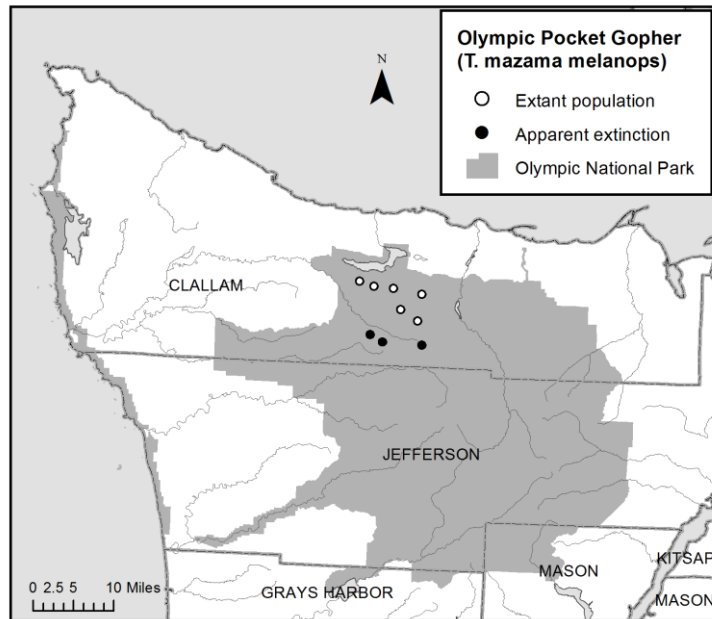 Olympic Pocket Gopher
(T. mazama melanops)
N
Extant population
Apparent extinction
Olympic National Park
CLALLAM
JEFFERSON
KITSAP
MASON
GRAYS HARBOR
MASON
0 2.5 5 10 Miles